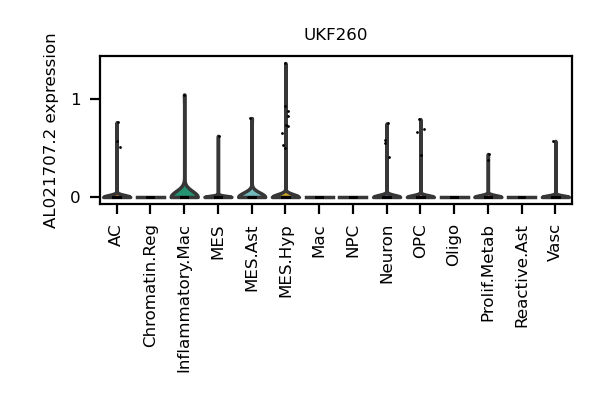 UKF260
AL021707.2 expression
1
0
AC
Chromatin.Reg
Inflammatory.Mac
MES
MES.Ast
MES.Hyp
Mac
NPC
Neuron
OPC
Oligo
Prolif.Metab
Reactive.Ast
Vasc